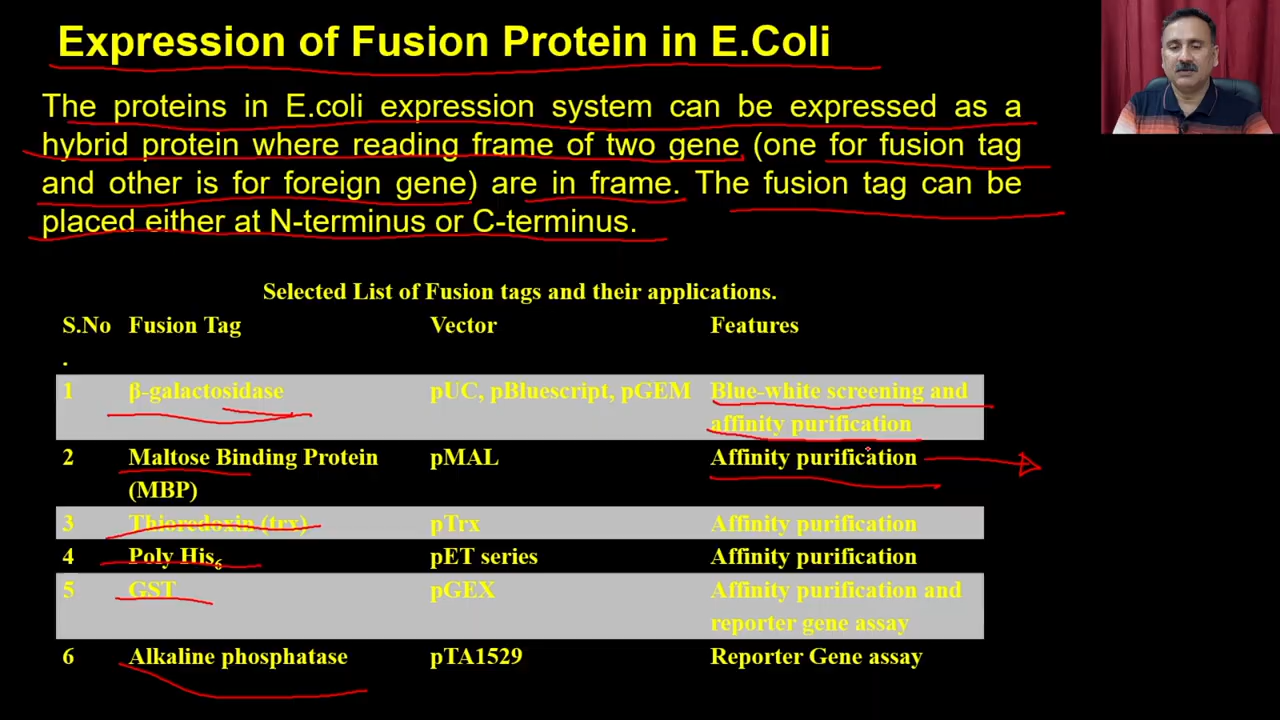 Expression of Fusion Protein in E.Coli
The proteins in E.coli expression system can be expressed as a
hybrid protein where reading frame of two gene (one for fusion tag
and other is for foreign gene) are in frame. The fusion tag can be
placed either at N-terminus or C-terminus.
Selected List of Fusion tags and their applications.
S.No Fusion Tag Vector Features
.
1 β-galactosidase pUC, pBluescript, pGEM Blue-white screening and
affinity purification
2 Maltose Binding Protein pMAL Affinity purification
(MBP)
3 Thioredoxin (trx) pTrx Affinity purification
4 Poly His₆ pET series Affinity purification
5 GST pGEX Affinity purification and
reporter gene assay
6 Alkaline phosphatase pTA1529 Reporter Gene assay